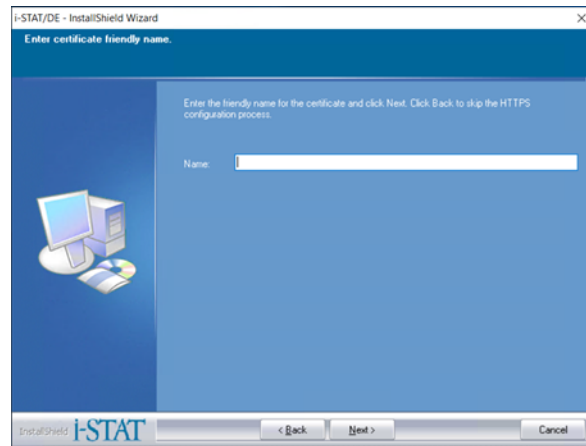 i-STAT/DE - InstallShield Wizard
Enter certificate friendly name.
Enter the friendly name for the certificate and click Next. Click Back to skip the HTTPS
configuration process.
Name:
InstallShield i-STAT
< Back
Next >
Cancel